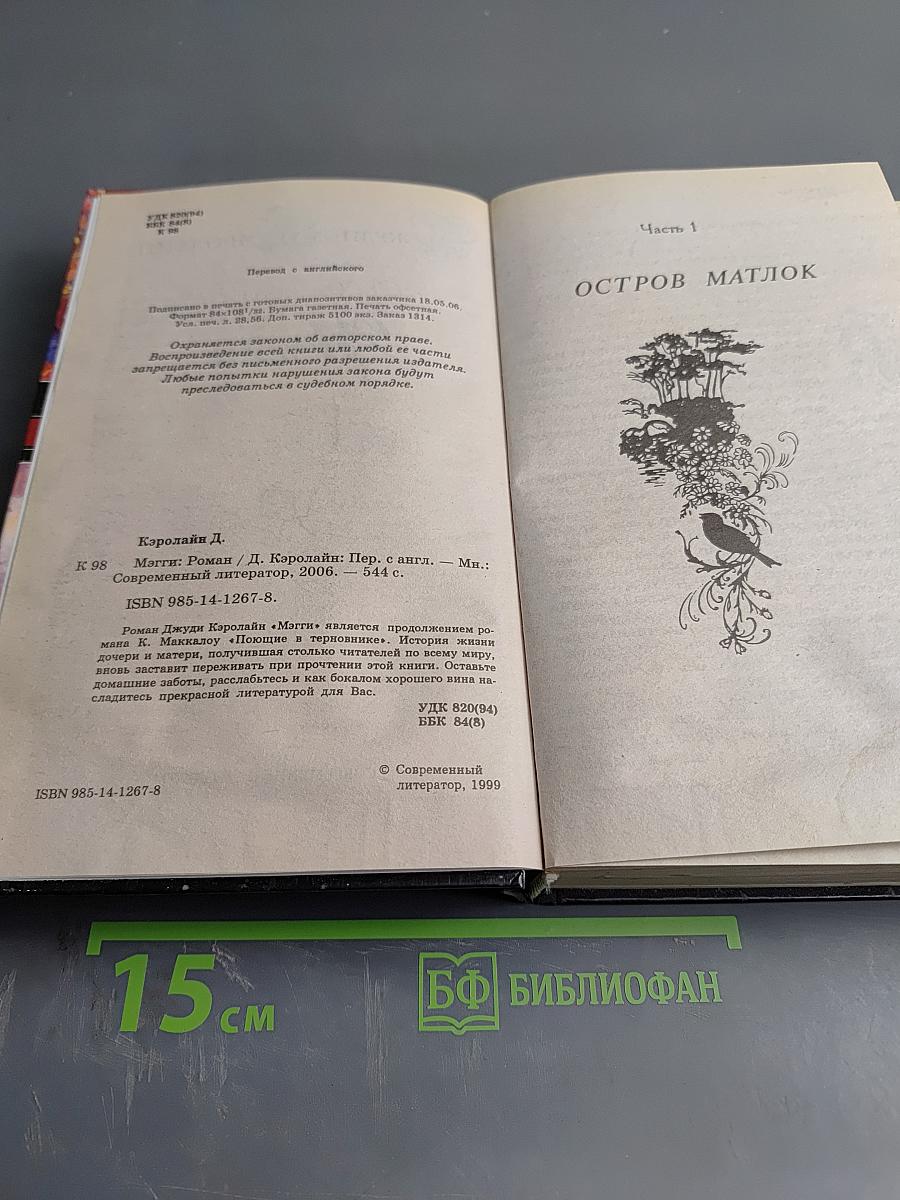 УДК 820(94)
ББК 84(8)
К 98
Перевод с английского
Подписано в печать с готовых диапозитивов заказчика 18.05.06.
Формат 84×108¹/₃₂. Бумага газетная. Печать офсетная.
Усл. печ. л. 28,56. Доп. тираж 5100 экз. Заказ 1314.
Охраняется законом об авторском праве.
Воспроизведение всей книги или любой ее части
запрещается без письменного разрешения издателя.
Любые попытки нарушения закона будут
преследоваться в судебном порядке.
Кэролайн Д.
К 98 Мэгги: Роман / Д. Кэролайн: Пер. с англ. — Мн.:
Современный литератор, 2006. — 544 с.
ISBN 985-14-1267-8.
Роман Джуди Кэролайн «Мэгги» является продолжением ро-
мана К. Маккалоу «Поющие в терновнике». История жизни
дочери и матери, получившая столько читателей по всему миру,
вновь заставит переживать при прочтении этой книги. Оставьте
домашние заботы, расслабьтесь и как бокалом хорошего вина на-
сладитесь прекрасной литературой для Вас.
УДК 820(94)
ББК 84(8)
ISBN 985-14-1267-8
© Современный
литератор, 1999
Часть 1
ОСТРОВ МАТЛОК
15 см
БФ БИБЛИОФАН